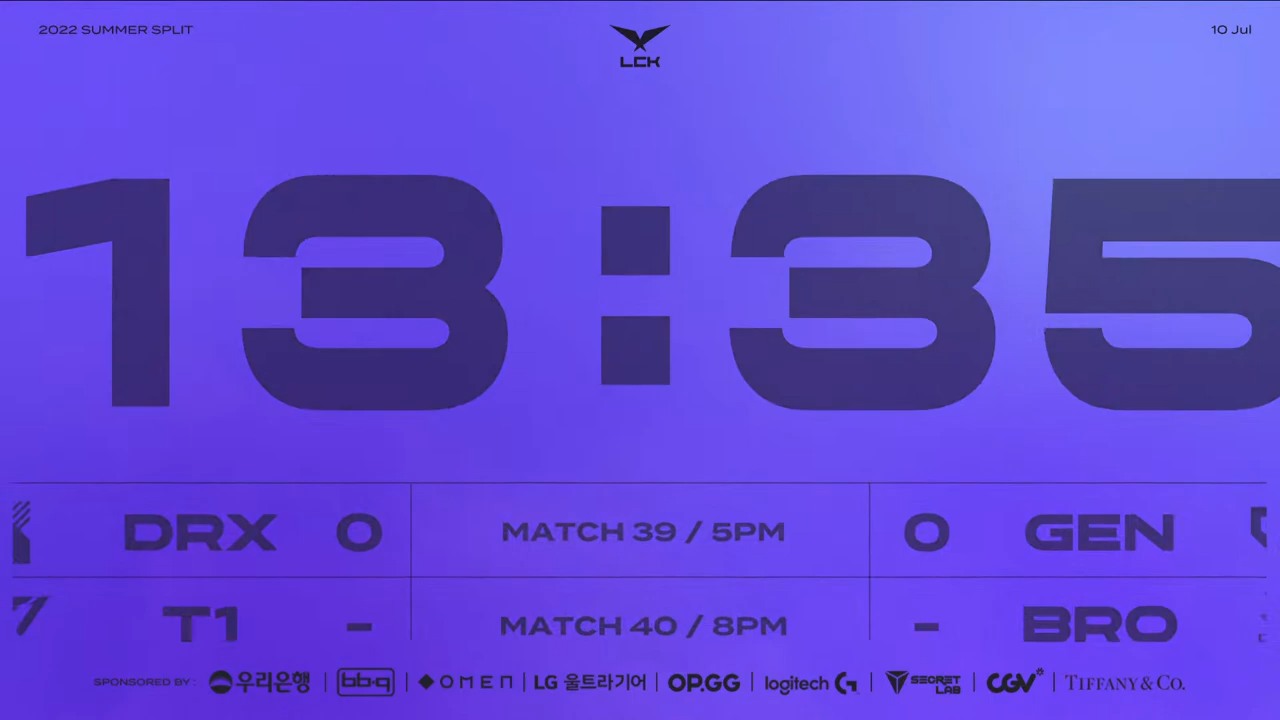 2022 SUMMER SPLIT
LCK
10 Jul
13:35
DRX 0 MATCH 39 / 5PM 0 GEN
T1 - MATCH 40 / 8PM - BRO
SPONSORED BY : 우리은행 | bb.q | OMEN | LG 울트라기어 | OP.GG | logitech G | SECRET LAB | CGV | TIFFANY & CO.